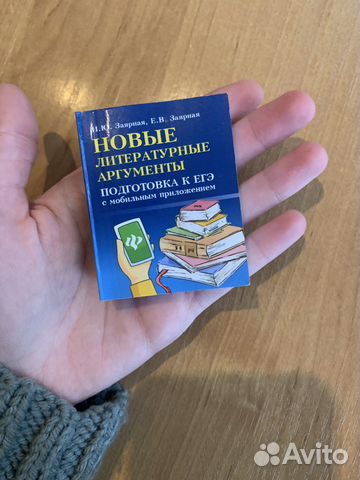 И.Ю. Заярная, Е.В. Заярная
НОВЫЕ
ЛИТЕРАТУРНЫЕ
АРГУМЕНТЫ
ПОДГОТОВКА К ЕГЭ
с мобильным приложением
Avito